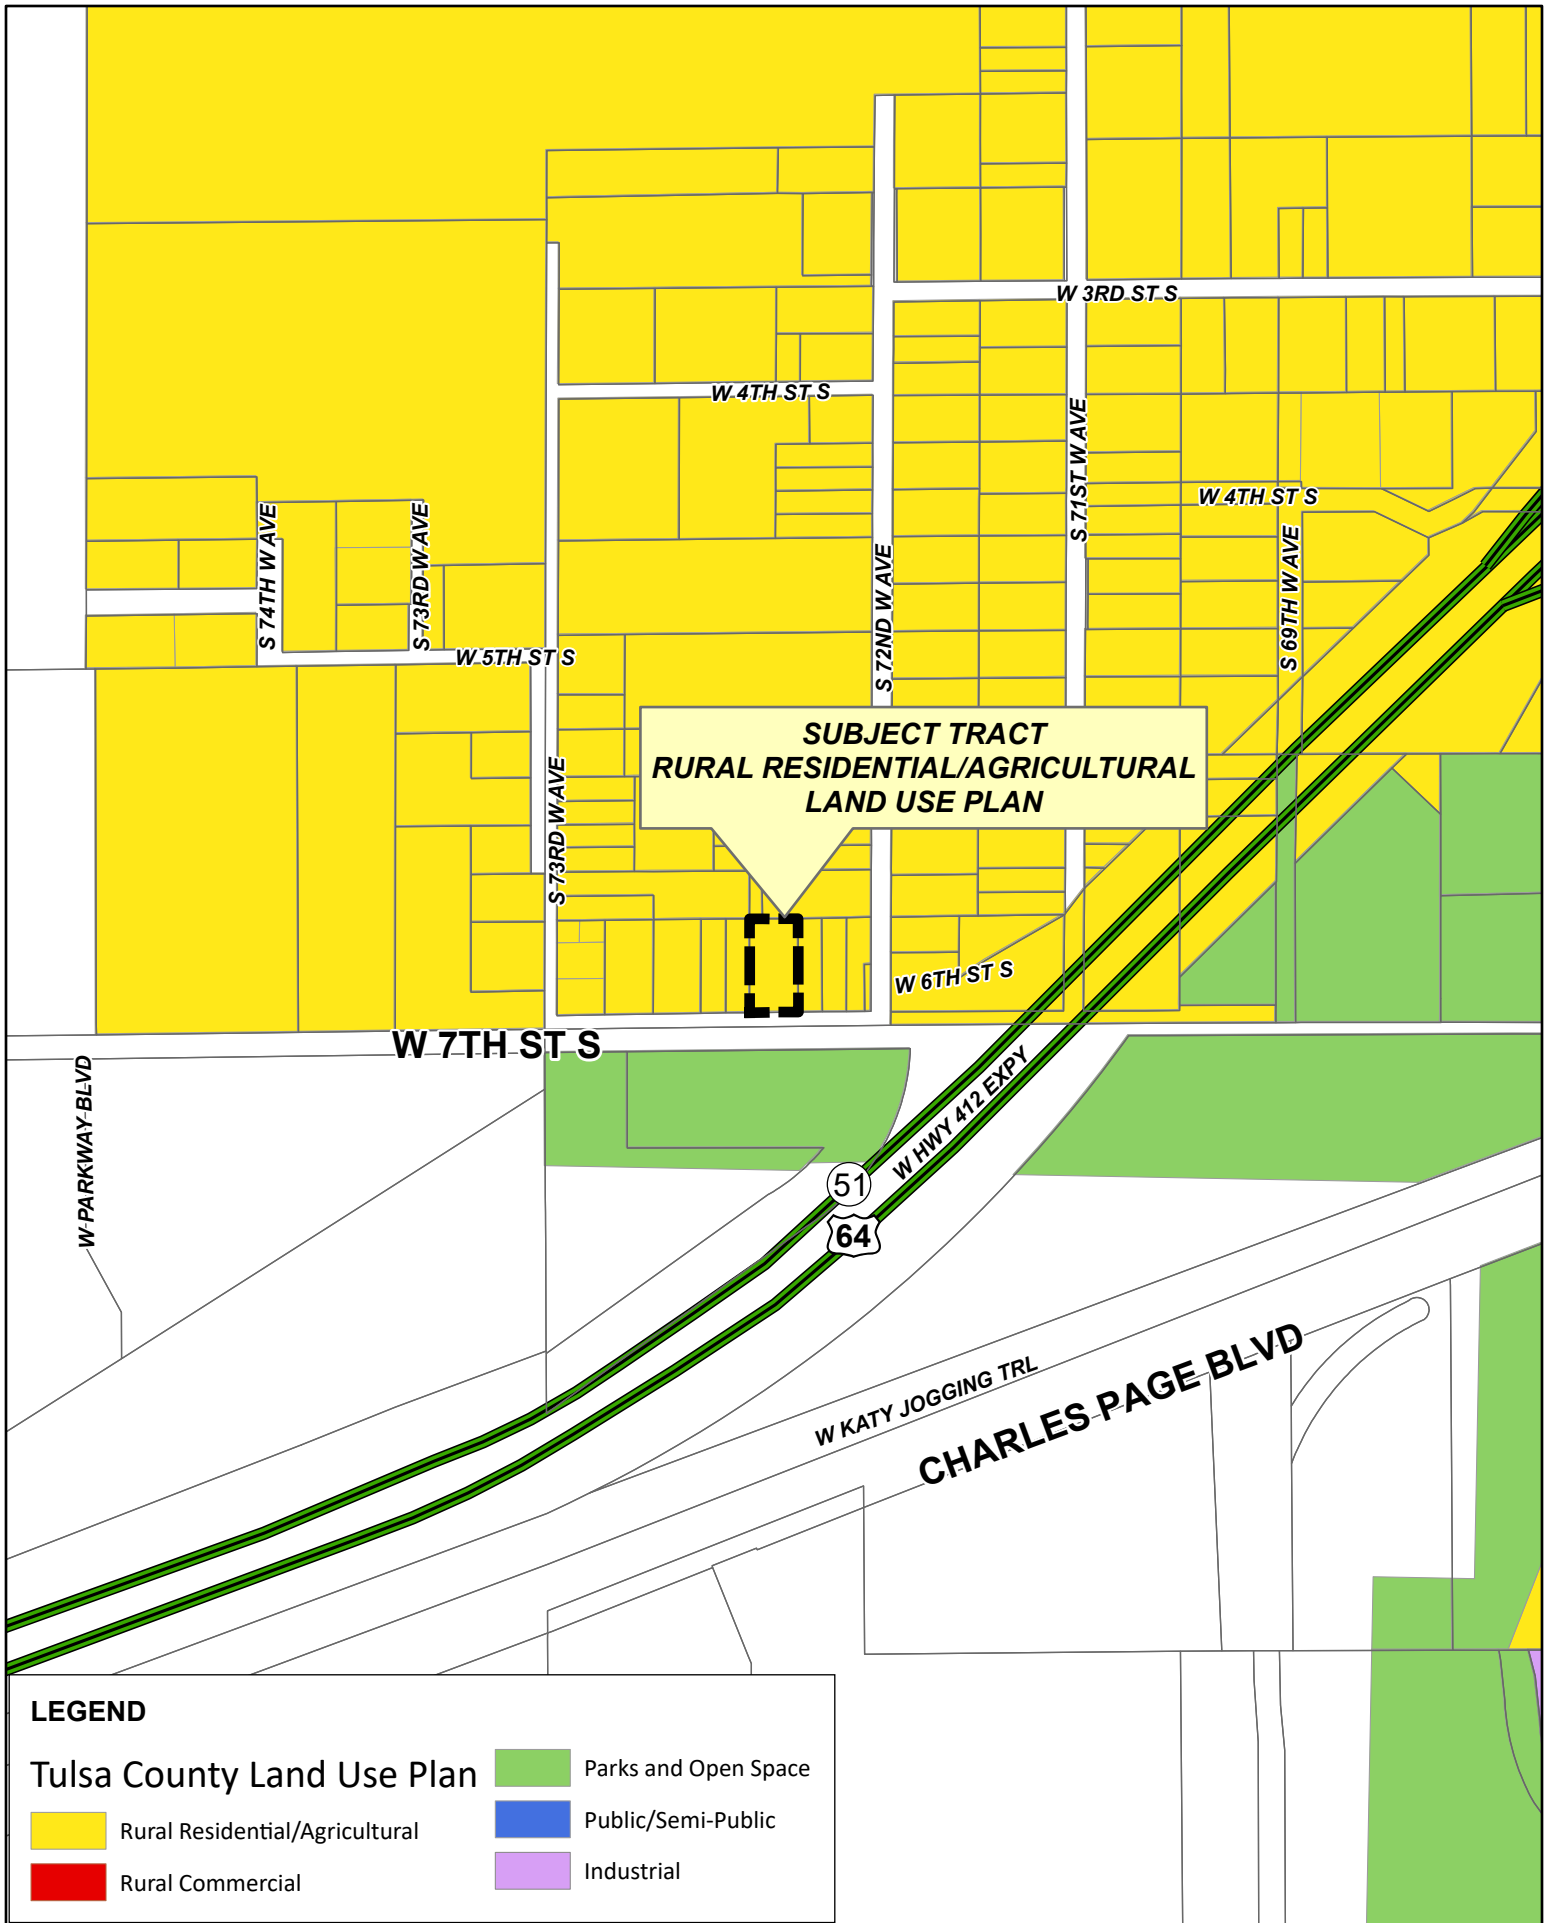 W 3RD ST S
W 4TH ST S
S 71ST W AVE
W 4TH ST S
S 74TH W AVE
S 73RD W AVE
S 69TH W AVE
S 72ND W AVE
W 5TH ST S
SUBJECT TRACT
RURAL RESIDENTIAL/AGRICULTURAL
LAND USE PLAN
S 73RD W AVE
W 6TH ST S
W 7TH ST S
W PARKWAY BLVD
W HWY 412 EXPY
51
64
W KATY JOGGING TRL
CHARLES PAGE BLVD
LEGEND
Tulsa County Land Use Plan
Rural Residential/Agricultural
Rural Commercial
Parks and Open Space
Public/Semi-Public
Industrial